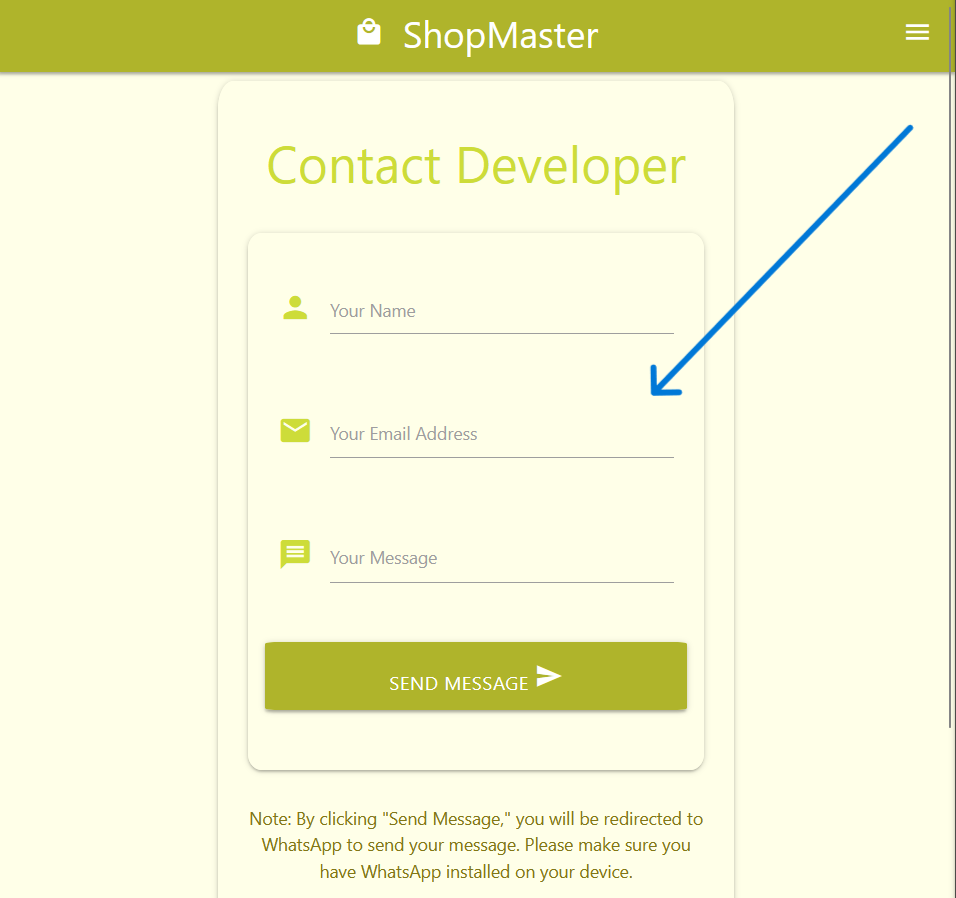 ShopMaster
Contact Developer
Your Name
Your Email Address
Your Message
SEND MESSAGE
Note: By clicking "Send Message," you will be redirected to
WhatsApp to send your message. Please make sure you
have WhatsApp installed on your device.